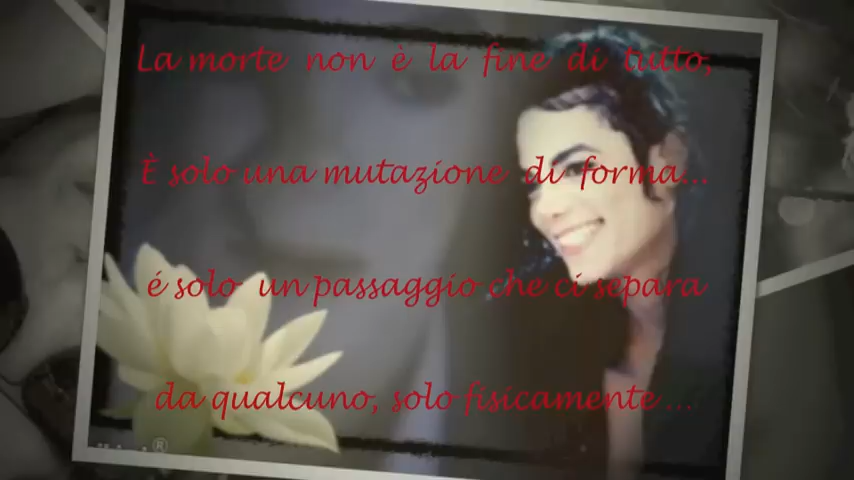 La morte non è la fine di tutto,
È solo una mutazione di forma...
é solo un passaggio che ci separa
da qualcuno, solo fisicamente ...